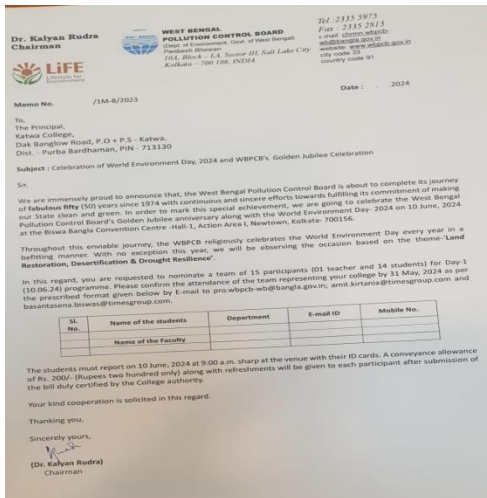 Dr. Kalyan Rudra
Chairman
LiFE
Lifestyle for
Environment
WEST BENGAL
POLLUTION CONTROL BOARD
(Dept. of Environment, Govt. of West Bengal)
Paribesh Bhawan
10A, Block - LA, Sector III, Salt Lake City
Kolkata - 700 106, INDIA
Tel : 2335 5975
Fax : 2335 2813
e.mail: chrmn.wbpcb-
wb@bangla.gov.in
website: www.wbpcb.gov.in
city code 33
country code 91
Memo No. /1M-8/2023
Date : . .2024
To,
The Principal,
Katwa College,
Dak Banglow Road, P.O + P.S - Katwa,
Dist. - Purba Bardhaman, PIN - 713130
Subject : Celebration of World Environment Day, 2024 and WBPCB's Golden Jubilee Celebration
Sir,
We are immensely proud to announce that, the West Bengal Pollution Control Board is about to complete its journey
of fabulous fifty (50) years since 1974 with continuous and sincere efforts towards fulfilling its commitment of making
our State clean and green. In order to mark this special achievement, we are going to celebrate the West Bengal
Pollution Control Board's Golden Jubilee anniversary along with the World Environment Day- 2024 on 10 June, 2024
at the Biswa Bangla Convention Centre -Hall-1, Action Area I, Newtown, Kolkata- 700156.
Throughout this enviable journey, the WBPCB religiously celebrates the World Environment Day every year in a
befitting manner. With no exception this year, we will be observing the occasion based on the theme-'Land
Restoration, Desertification & Drought Resilience'.
In this regard, you are requested to nominate a team of 15 participants (01 teacher and 14 students) for Day-1
(10.06.24) programme. Please confirm the attendance of the team representing your college by 31 May, 2024 as per
the prescribed format given below by E-mail to pro.wbpcb-wb@bangla.gov.in; amit.kirtania@timesgroup.com and
basantasena.biswas@timesgroup.com.
Sl. No. Name of the students Department E-mail ID Mobile No.
Name of the Faculty
The students must report on 10 June, 2024 at 9:00 a.m. sharp at the venue with their ID cards. A conveyance allowance
of Rs. 200/- (Rupees two hundred only) along with refreshments will be given to each participant after submission of
the bill duly certified by the College authority.
Your kind cooperation is solicited in this regard.
Thanking you,
Sincerely yours,
(Dr. Kalyan Rudra)
Chairman